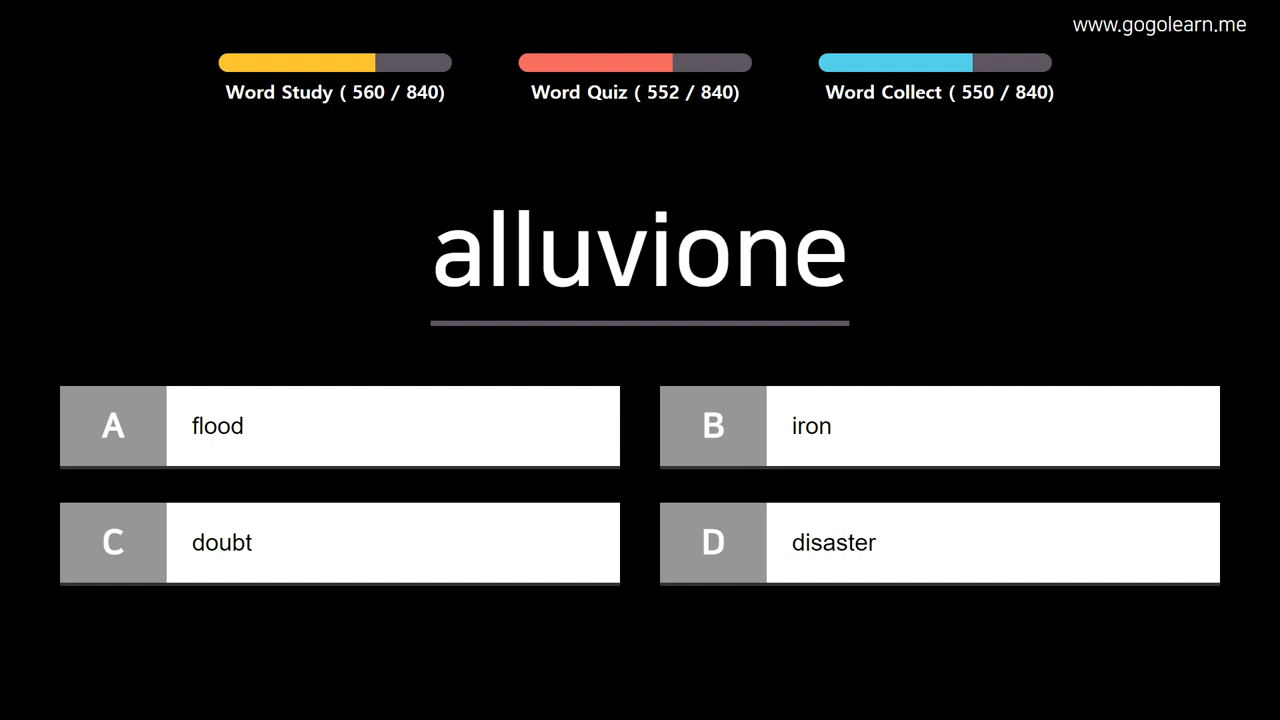 www.gogolearn.me
Word Study ( 560 / 840)
Word Quiz ( 552 / 840)
Word Collect ( 550 / 840)
alluvione
A flood
B iron
C doubt
D disaster